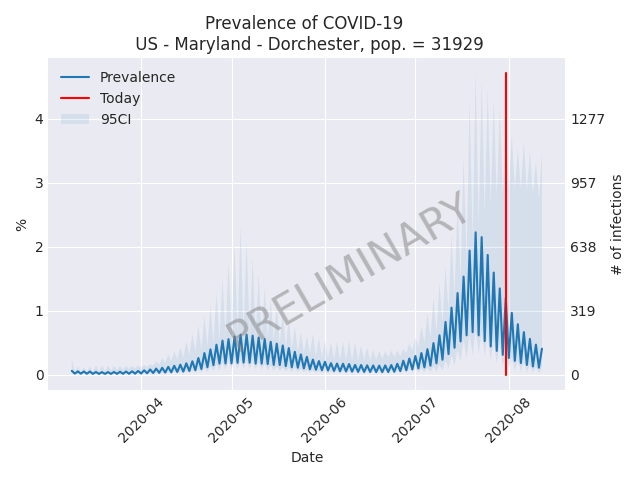 Prevalence of COVID-19
US - Maryland - Dorchester, pop. = 31929
Prevalence
Today
95CI
PRELIMINARY
%
4
3
2
1
0
1277
957
638
319
0
# of infections
2020-04
2020-05
2020-06
2020-07
2020-08
Date